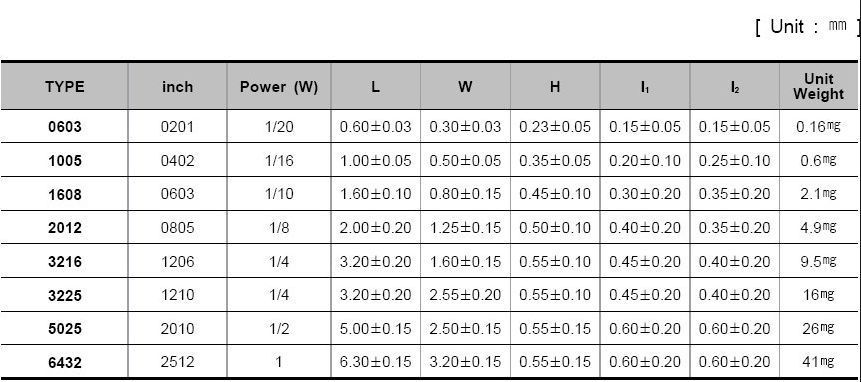 [ Unit : ㎜ ]
TYPE inch Power (W) L W H I₁ I₂ Unit Weight
0603 0201 1/20 0.60±0.03 0.30±0.03 0.23±0.05 0.15±0.05 0.15±0.05 0.16㎎
1005 0402 1/16 1.00±0.05 0.50±0.05 0.35±0.05 0.20±0.10 0.25±0.10 0.6㎎
1608 0603 1/10 1.60±0.10 0.80±0.15 0.45±0.10 0.30±0.20 0.35±0.20 2.1㎎
2012 0805 1/8 2.00±0.20 1.25±0.15 0.50±0.10 0.40±0.20 0.35±0.20 4.9㎎
3216 1206 1/4 3.20±0.20 1.60±0.15 0.55±0.10 0.45±0.20 0.40±0.20 9.5㎎
3225 1210 1/4 3.20±0.20 2.55±0.20 0.55±0.10 0.45±0.20 0.40±0.20 16㎎
5025 2010 1/2 5.00±0.15 2.50±0.15 0.55±0.15 0.60±0.20 0.60±0.20 26㎎
6432 2512 1 6.30±0.15 3.20±0.15 0.55±0.15 0.60±0.20 0.60±0.20 41㎎